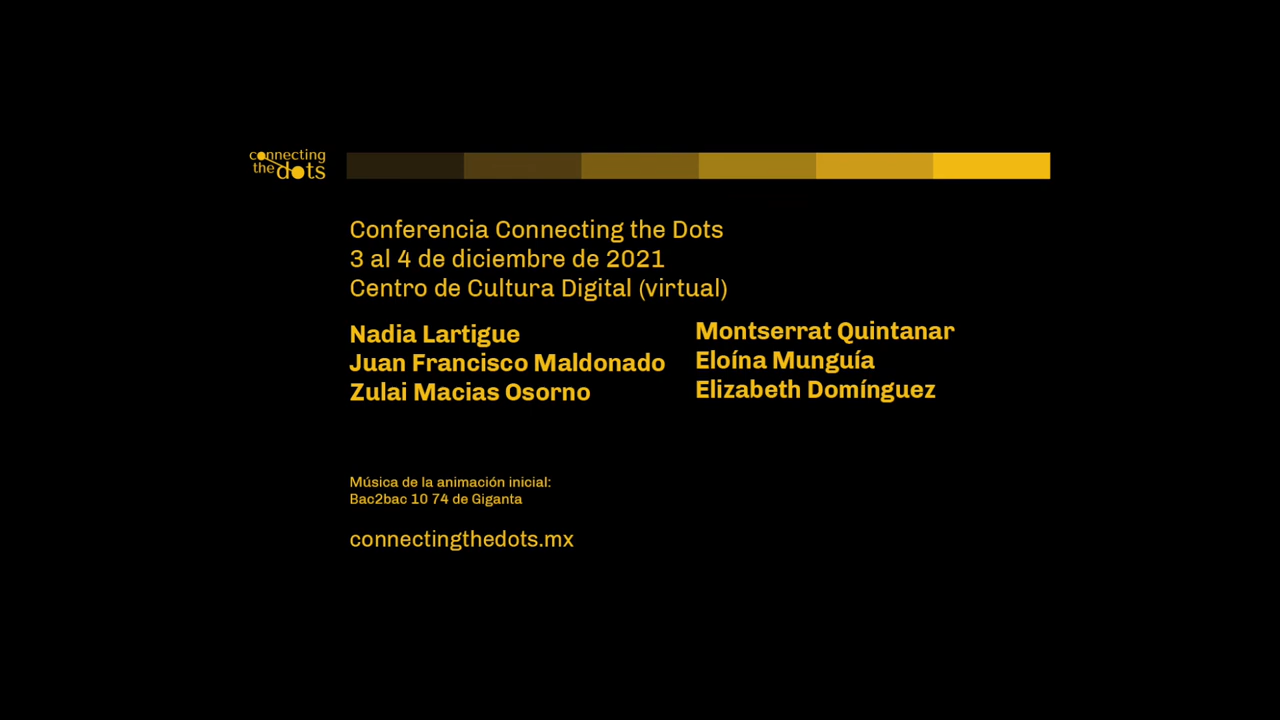 connecting
the dots
Conferencia Connecting the Dots
3 al 4 de diciembre de 2021
Centro de Cultura Digital (virtual)
Nadia Lartigue
Juan Francisco Maldonado
Zulai Macias Osorno
Montserrat Quintanar
Eloína Munguía
Elizabeth Domínguez
Música de la animación inicial:
Bac2bac 10 74 de Giganta
connectingthedots.mx